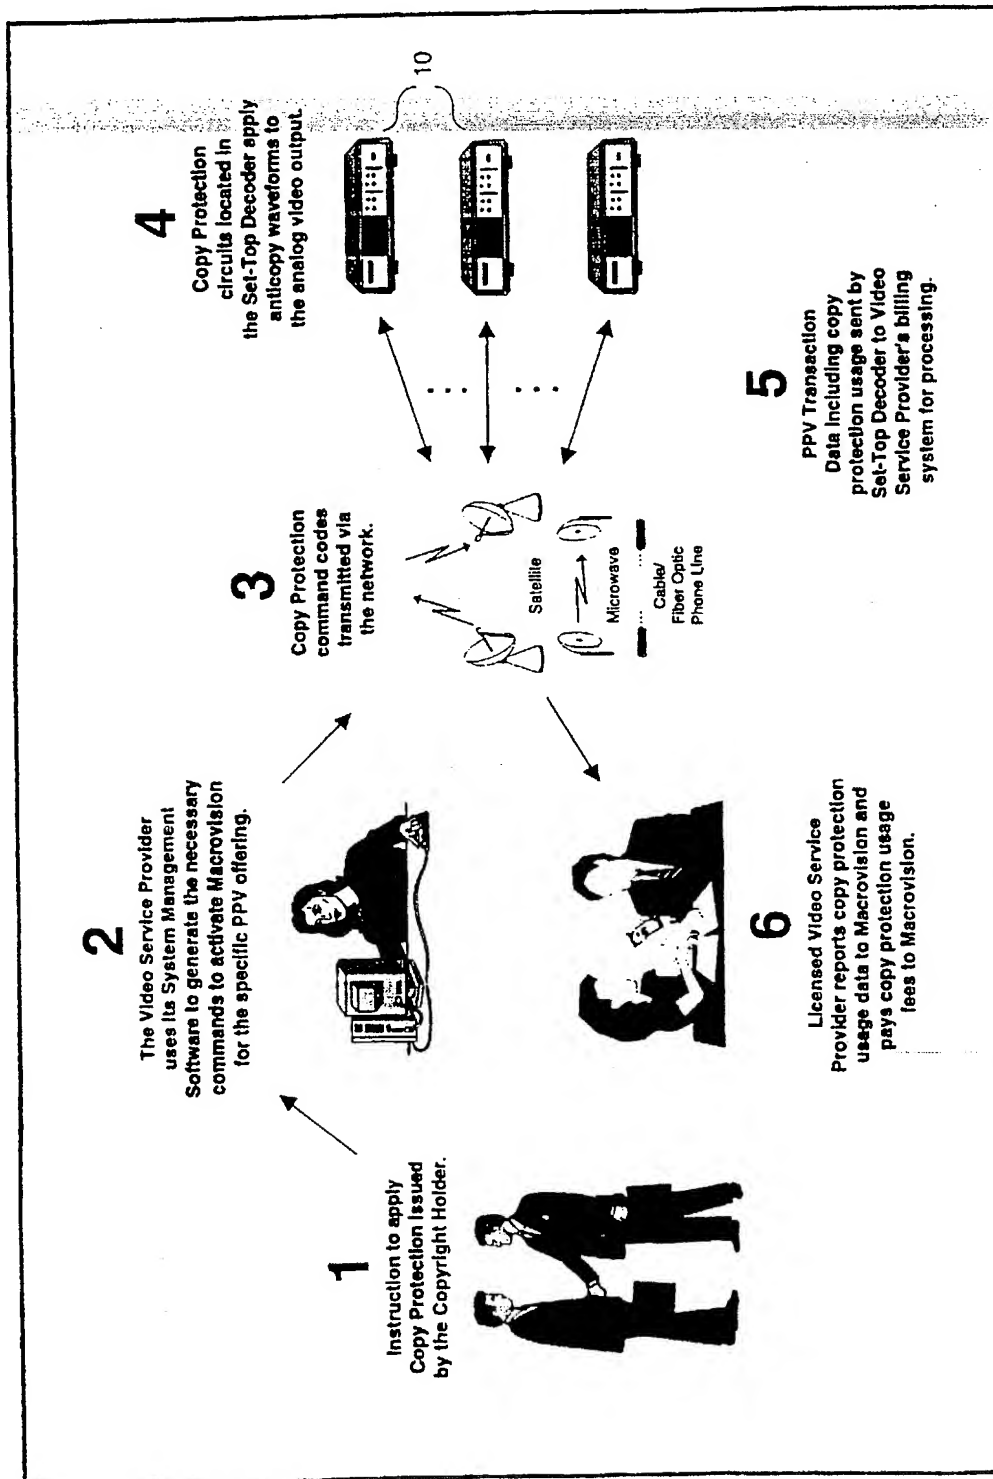 1
Instruction to apply
Copy Protection Issued
by the Copyright Holder.
2
The Video Service Provider
uses its System Management
Software to generate the necessary
commands to activate Macrovision
for the specific PPV offering.
3
Copy Protection
command codes
transmitted via
the network.
Satellite
Microwave
Cable/
Fiber Optic
Phone Line
4
Copy Protection
circuits located in
the Set-Top Decoder apply
anticopy waveforms to
the analog video output.
10
5
PPV Transaction
Data Including copy
protection usage sent by
Set-Top Decoder to Video
Service Provider's billing
system for processing.
6
Licensed Video Service
Provider reports copy protection
usage data to Macrovision and
pays copy protection usage
fees to Macrovision.